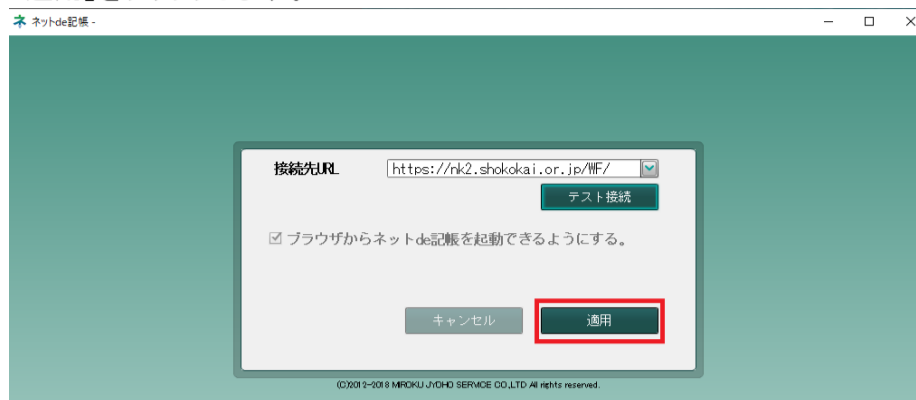 ネットde記帳 -
接続先URL https://nk2.shokokai.or.jp/WF/
テスト接続
ブラウザからネットde記帳を起動できるようにする。
キャンセル 適用
(C)2012-2018 MIROKU JYOHO SERVICE CO.,LTD All rights reserved.